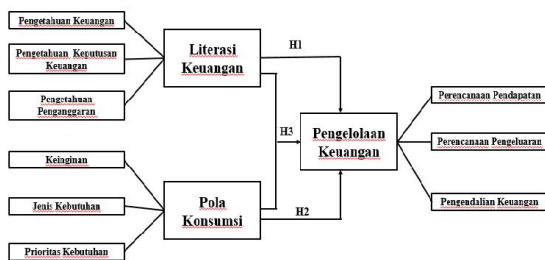 Pengetahuan Keuangan
Pengetahuan Keputusan
Keuangan
Pengetahuan
Penganggaran
Keinginan
Jenis Kebutuhan
Prioritas Kebutuhan
Literasi
Keuangan
Pola
Konsumsi
H1
H3
H2
Pengelolaan
Keuangan
Perencanaan Pendapatan
Perencanaan Pengeluaran
Pengendalian Keuangan